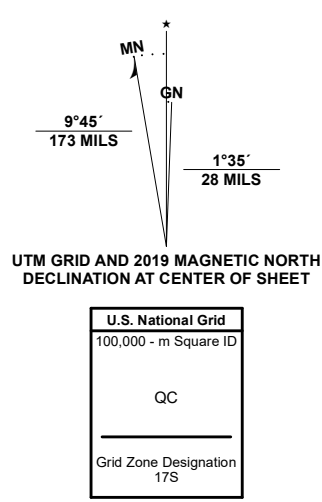 ★
MN
GN
9°45´
173 MILS
1°35´
28 MILS
UTM GRID AND 2019 MAGNETIC NORTH
DECLINATION AT CENTER OF SHEET
U.S. National Grid
100,000 - m Square ID
QC
Grid Zone Designation
17S